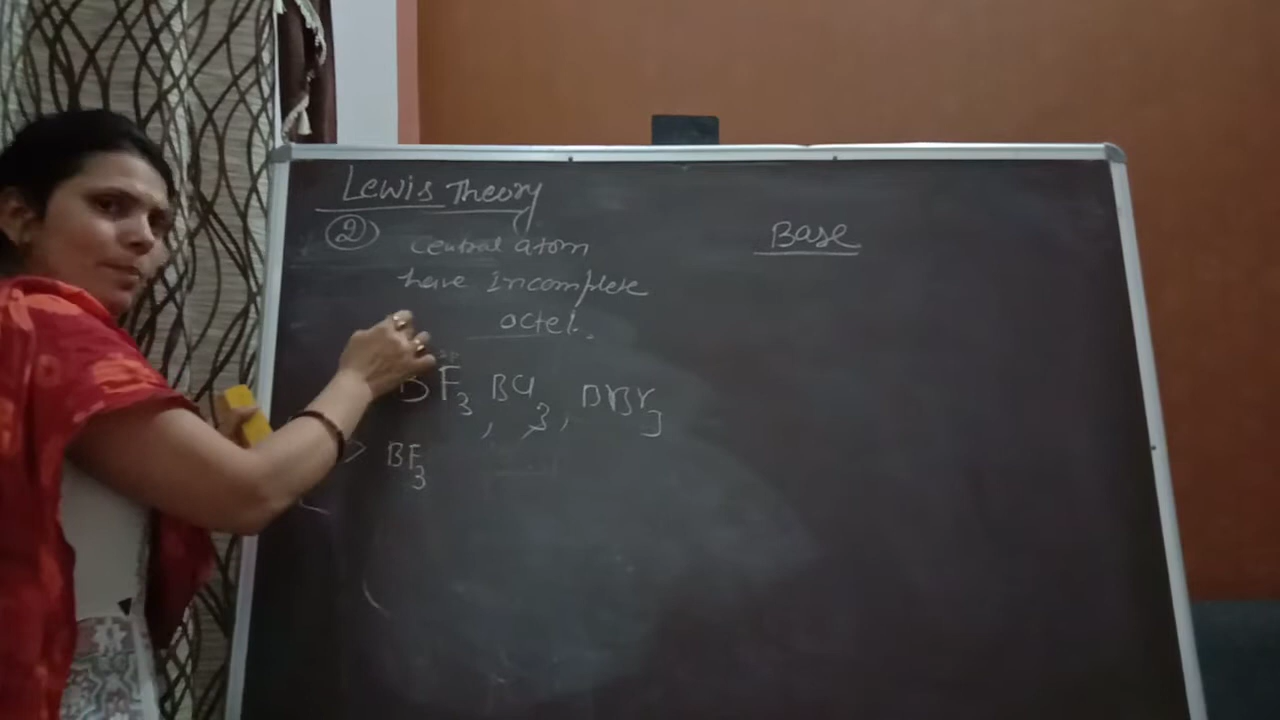 Lewis Theory
2) central atom
have Incomplete
octet.
Base
BF3, BCl3, BBr3
> BF3